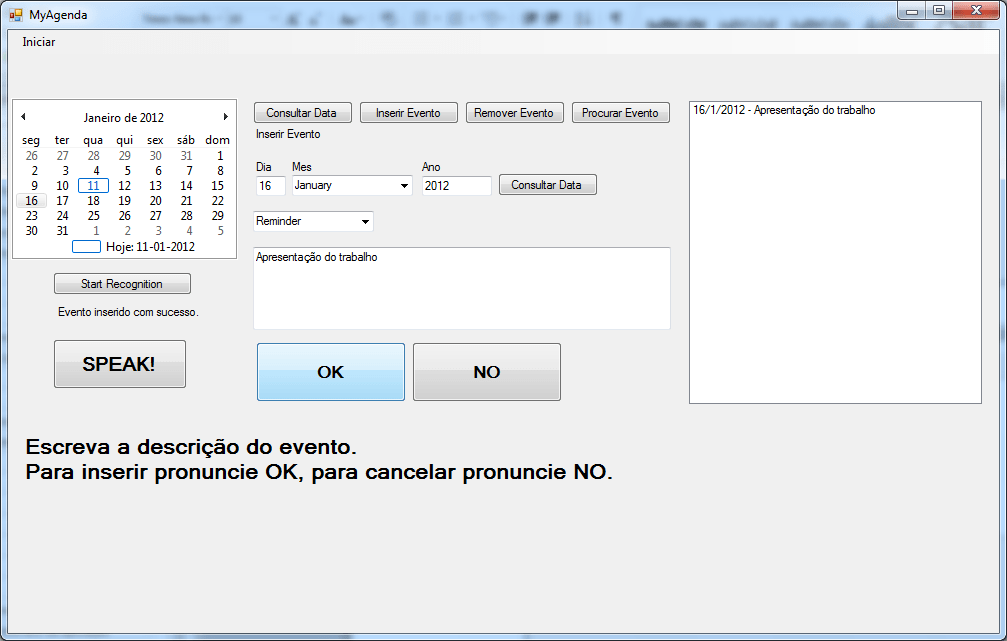 MyAgenda
Iniciar
Janeiro de 2012
seg ter qua qui sex sáb dom
26 27 28 29 30 31 1
2 3 4 5 6 7 8
9 10 11 12 13 14 15
16 17 18 19 20 21 22
23 24 25 26 27 28 29
30 31 1 2 3 4 5
Hoje: 11-01-2012
Start Recognition
Evento inserido com sucesso.
SPEAK!
Consultar Data Inserir Evento Remover Evento Procurar Evento
Inserir Evento
Dia Mes Ano
16 January 2012 Consultar Data
Reminder
Apresentação do trabalho
OK NO
16/1/2012 - Apresentação do trabalho
Escreva a descrição do evento.
Para inserir pronuncie OK, para cancelar pronuncie NO.